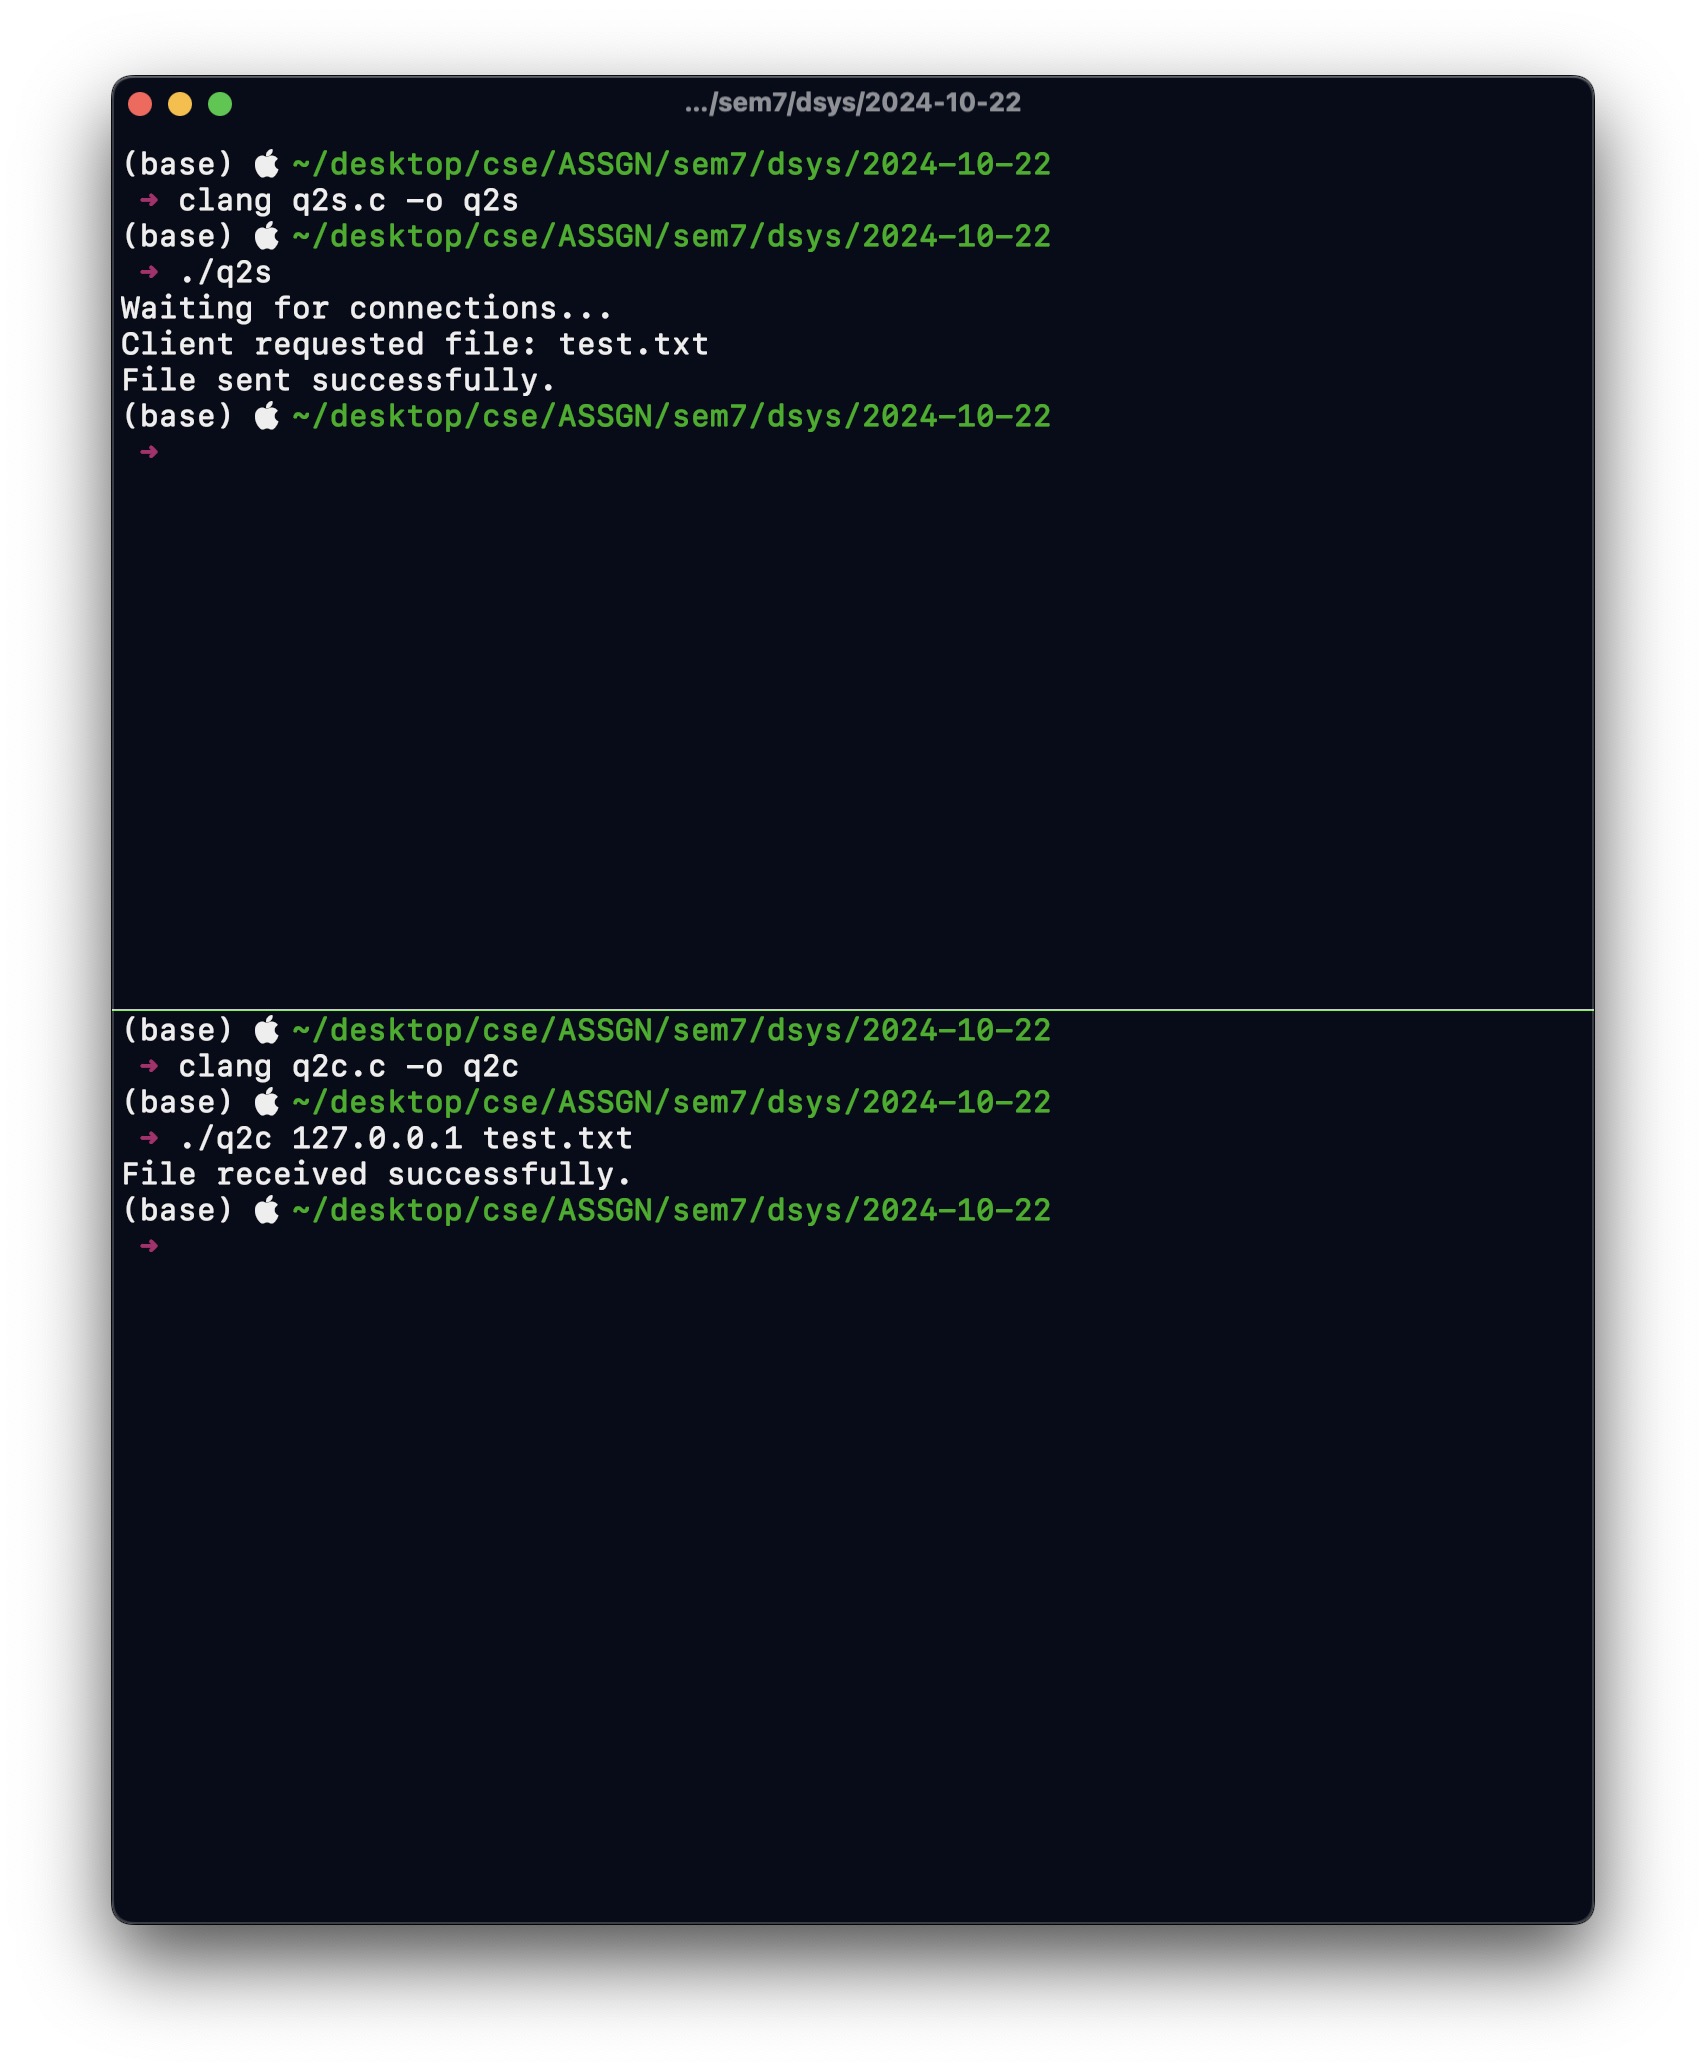 .../sem7/dsys/2024-10-22
(base)  ~/desktop/cse/ASSGN/sem7/dsys/2024-10-22
➜ clang q2s.c -o q2s
(base)  ~/desktop/cse/ASSGN/sem7/dsys/2024-10-22
➜ ./q2s
Waiting for connections...
Client requested file: test.txt
File sent successfully.
(base)  ~/desktop/cse/ASSGN/sem7/dsys/2024-10-22
➜
(base)  ~/desktop/cse/ASSGN/sem7/dsys/2024-10-22
➜ clang q2c.c -o q2c
(base)  ~/desktop/cse/ASSGN/sem7/dsys/2024-10-22
➜ ./q2c 127.0.0.1 test.txt
File received successfully.
(base)  ~/desktop/cse/ASSGN/sem7/dsys/2024-10-22
➜